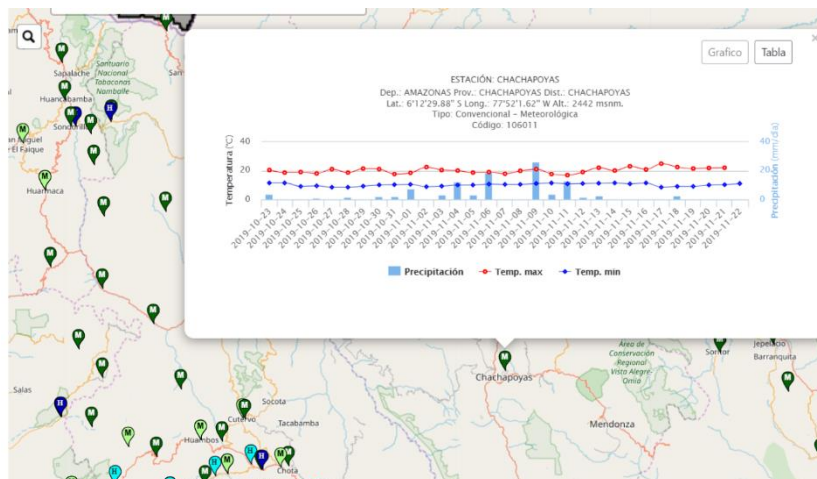 Grafico
Tabla
ESTACIÓN: CHACHAPOYAS
Dep.: AMAZONAS Prov.: CHACHAPOYAS Dist.: CHACHAPOYAS
Lat.: 6°12'29.88" S Long.: 77°52'1.62" W Alt.: 2442 msnm.
Tipo: Convencional - Meteorológica
Código: 106011
Temperatura (°C)
40
20
0
40
20
0
Precipitación (mm/día)
2019-10-23
2019-10-24
2019-10-25
2019-10-26
2019-10-27
2019-10-28
2019-10-29
2019-10-30
2019-10-31
2019-11-01
2019-11-02
2019-11-03
2019-11-04
2019-11-05
2019-11-06
2019-11-07
2019-11-08
2019-11-09
2019-11-10
2019-11-11
2019-11-12
2019-11-13
2019-11-14
2019-11-15
2019-11-16
2019-11-17
2019-11-18
2019-11-19
2019-11-20
2019-11-21
2019-11-22
Precipitación
Temp. max
Temp. min
Sapalache
Santuario
Nacional
Tabaconas
Namballe
San
Huancabamba
Sondorillo
Miguel
El Faique
Huarmaca
Salas
Socota
Cutervo
Tacabamba
Huambos
Chota
Chachapoyas
Mendonza
Área de
Conservación
Regional
Vista Alegre-
Omia
Soritor
Jepelacio
Barranquita
M
H